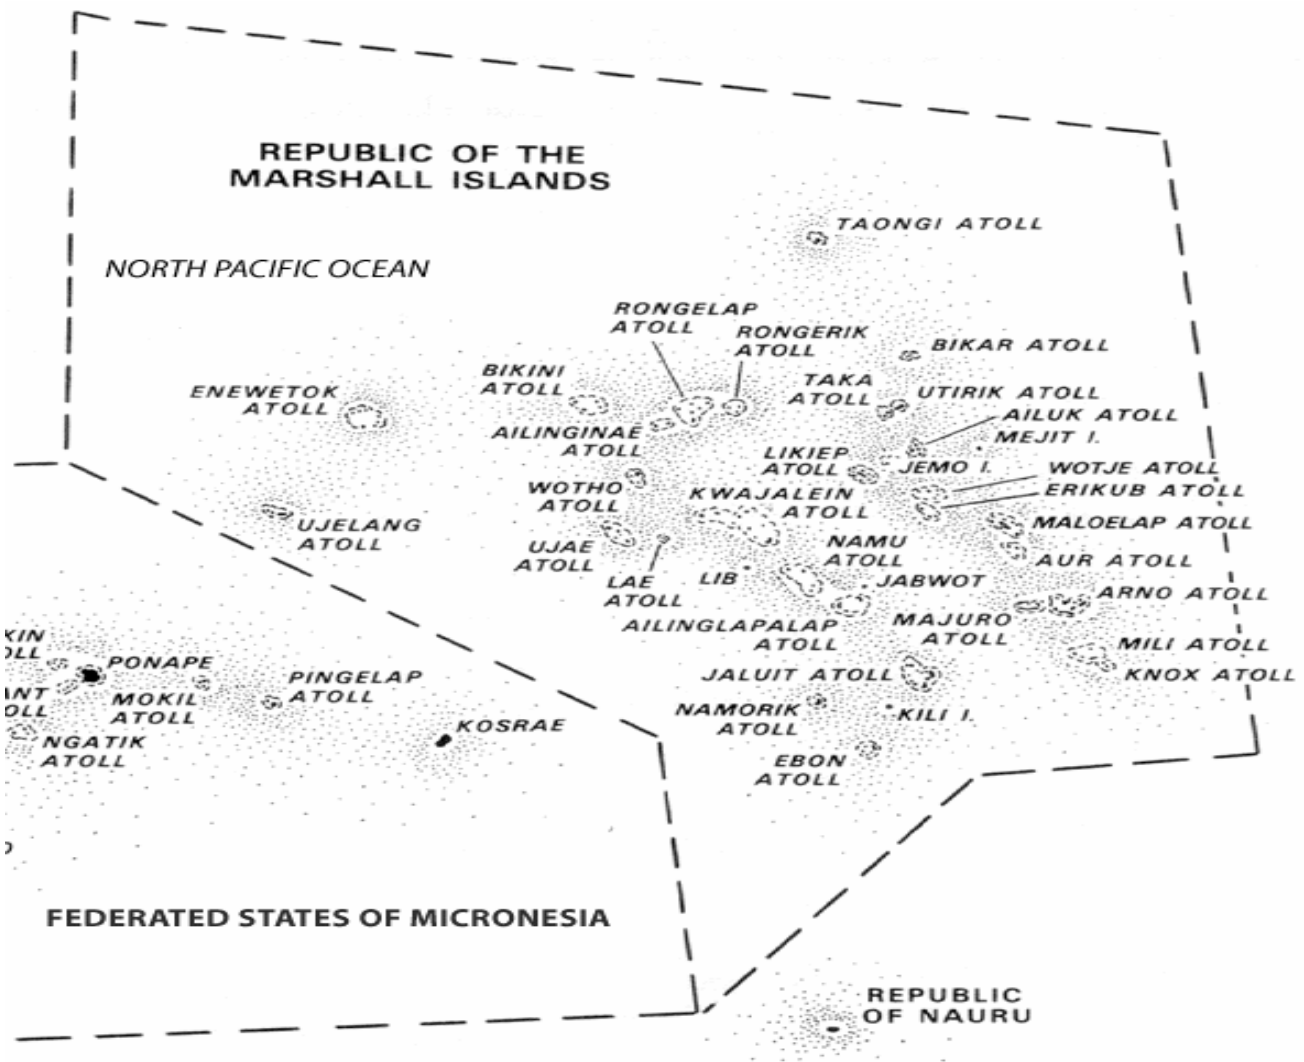 REPUBLIC OF THE
MARSHALL ISLANDS
TAONGI ATOLL
NORTH PACIFIC OCEAN
RONGELAP
ATOLL
RONGERIK
ATOLL
BIKAR ATOLL
BIKINI
ATOLL
TAKA
ATOLL
UTIRIK ATOLL
ENEWETOK
ATOLL
AILUK ATOLL
AILINGINAE
ATOLL
MEJIT I.
LIKIEP
ATOLL
JEMO I.
WOTJE ATOLL
WOTHO
ATOLL
KWAJALEIN
ATOLL
ERIKUB ATOLL
UJELANG
ATOLL
MALOELAP ATOLL
UJAE
ATOLL
NAMU
ATOLL
AUR ATOLL
LAE
ATOLL
LIB
JABWOT
ARNO ATOLL
AILINGLAPALAP
ATOLL
MAJURO
ATOLL
MILI ATOLL
KIN
OLL
PONAPE
JALUIT ATOLL
KNOX ATOLL
PINGELAP
ATOLL
ANT
OLL
MOKIL
ATOLL
NAMORIK
ATOLL
KILI I.
KOSRAE
NGATIK
ATOLL
EBON
ATOLL
FEDERATED STATES OF MICRONESIA
REPUBLIC
OF NAURU